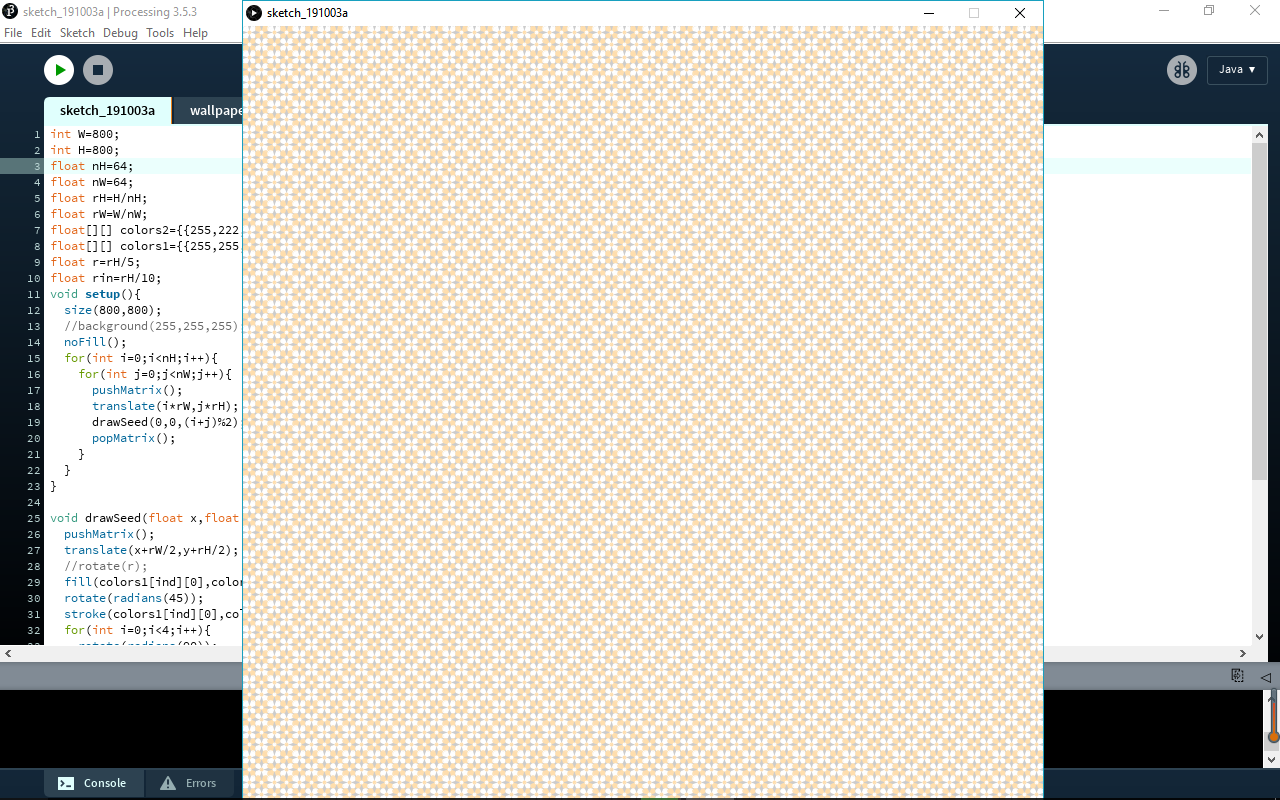 sketch_191003a | Processing 3.5.3
File Edit Sketch Debug Tools Help
sketch_191003a
Java ▾
sketch_191003a wallpape
1 int W=800;
2 int H=800;
3 float nH=64;
4 float nW=64;
5 float rH=H/nH;
6 float rW=W/nW;
7 float[][] colors2={{255,222
8 float[][] colors1={{255,255
9 float r=rH/5;
10 float rin=rH/10;
11 void setup(){
12 size(800,800);
13 //background(255,255,255)
14 noFill();
15 for(int i=0;i<nH;i++){
16 for(int j=0;j<nW;j++){
17 pushMatrix();
18 translate(i*rW,j*rH);
19 drawSeed(0,0,(i+j)%2)
20 popMatrix();
21 }
22 }
23 }
24
25 void drawSeed(float x,float
26 pushMatrix();
27 translate(x+rW/2,y+rH/2);
28 //rotate(r);
29 fill(colors1[ind][0],color
30 rotate(radians(45));
31 stroke(colors1[ind][0],co
32 for(int i=0;i<4;i++){
Console Errors